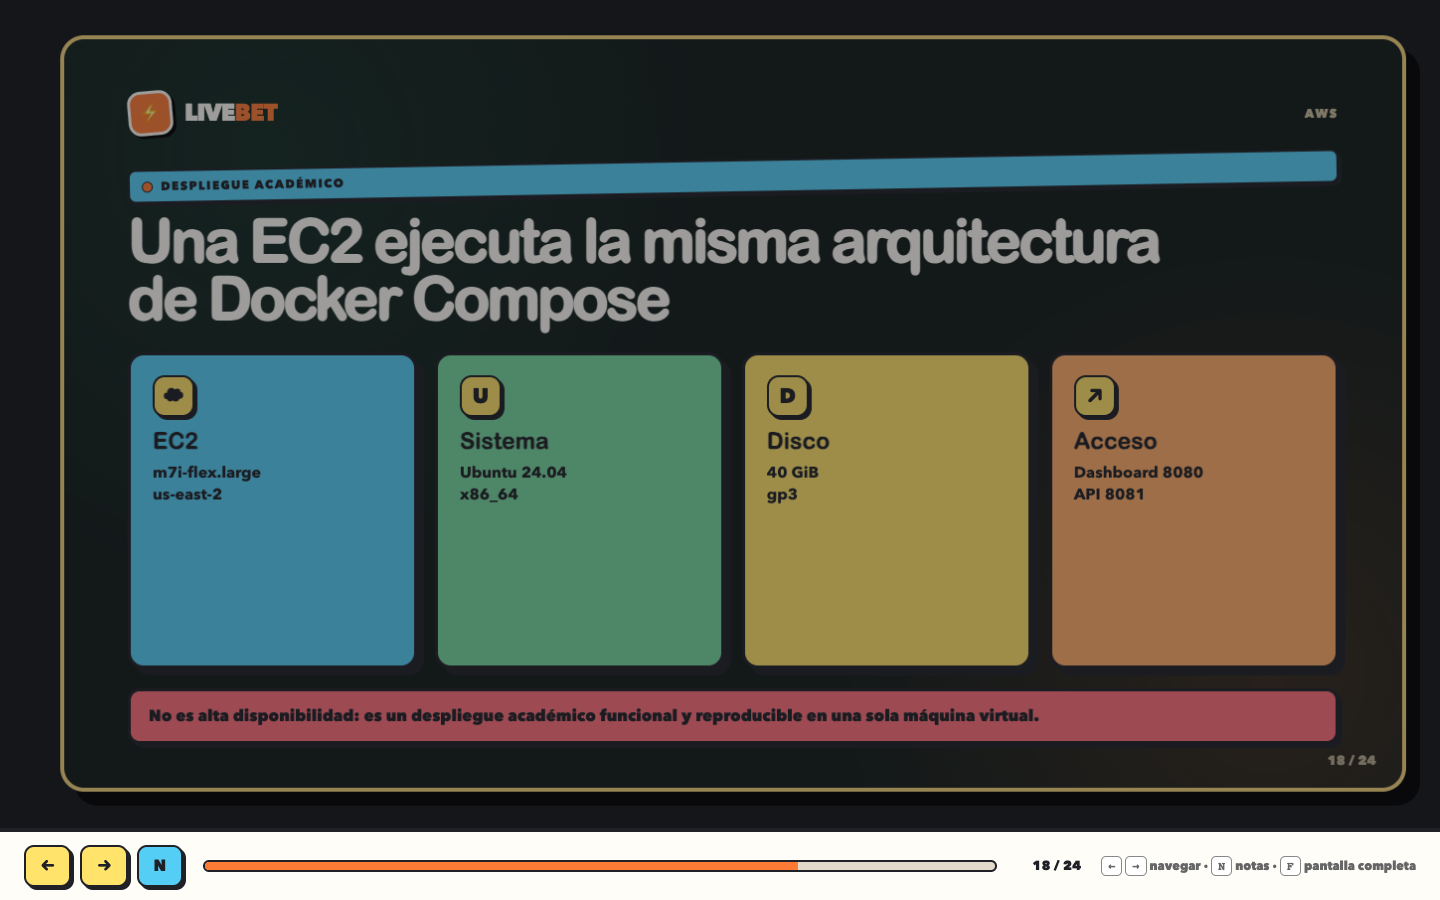 LIVEBET
AWS
DESPLIEGUE ACADÉMICO
Una EC2 ejecuta la misma arquitectura
de Docker Compose
EC2
m7i-flex.large
us-east-2
U
Sistema
Ubuntu 24.04
x86_64
D
Disco
40 GiB
gp3
↗
Acceso
Dashboard 8080
API 8081
No es alta disponibilidad: es un despliegue académico funcional y reproducible en una sola máquina virtual.
18 / 24
← → N 18 / 24 ← → navegar · N notas · F pantalla completa